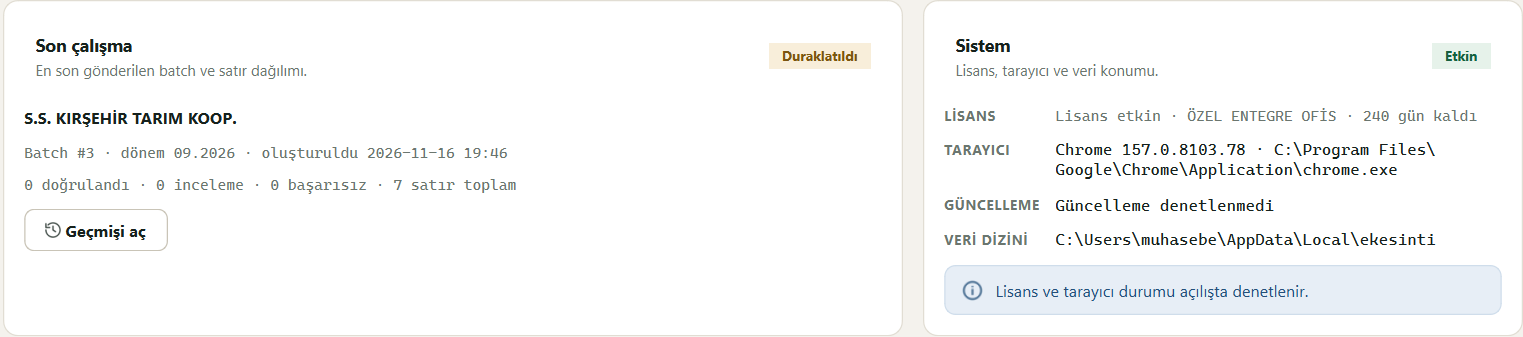 Son çalışma
En son gönderilen batch ve satır dağılımı.
Duraklatıldı
S.S. KIRŞEHİR TARIM KOOP.
Batch #3 · dönem 09.2026 · oluşturuldu 2026-11-16 19:46
0 doğrulandı · 0 inceleme · 0 başarısız · 7 satır toplam
Geçmişi aç
Sistem
Lisans, tarayıcı ve veri konumu.
Etkin
LİSANS Lisans etkin · ÖZEL ENTEGRE OFİS · 240 gün kaldı
TARAYICI Chrome 157.0.8103.78 · C:\Program Files\
Google\Chrome\Application\chrome.exe
GÜNCELLEME Güncelleme denetlenmedi
VERİ DİZİNİ C:\Users\muhasebe\AppData\Local\ekesinti
Lisans ve tarayıcı durumu açılışta denetlenir.